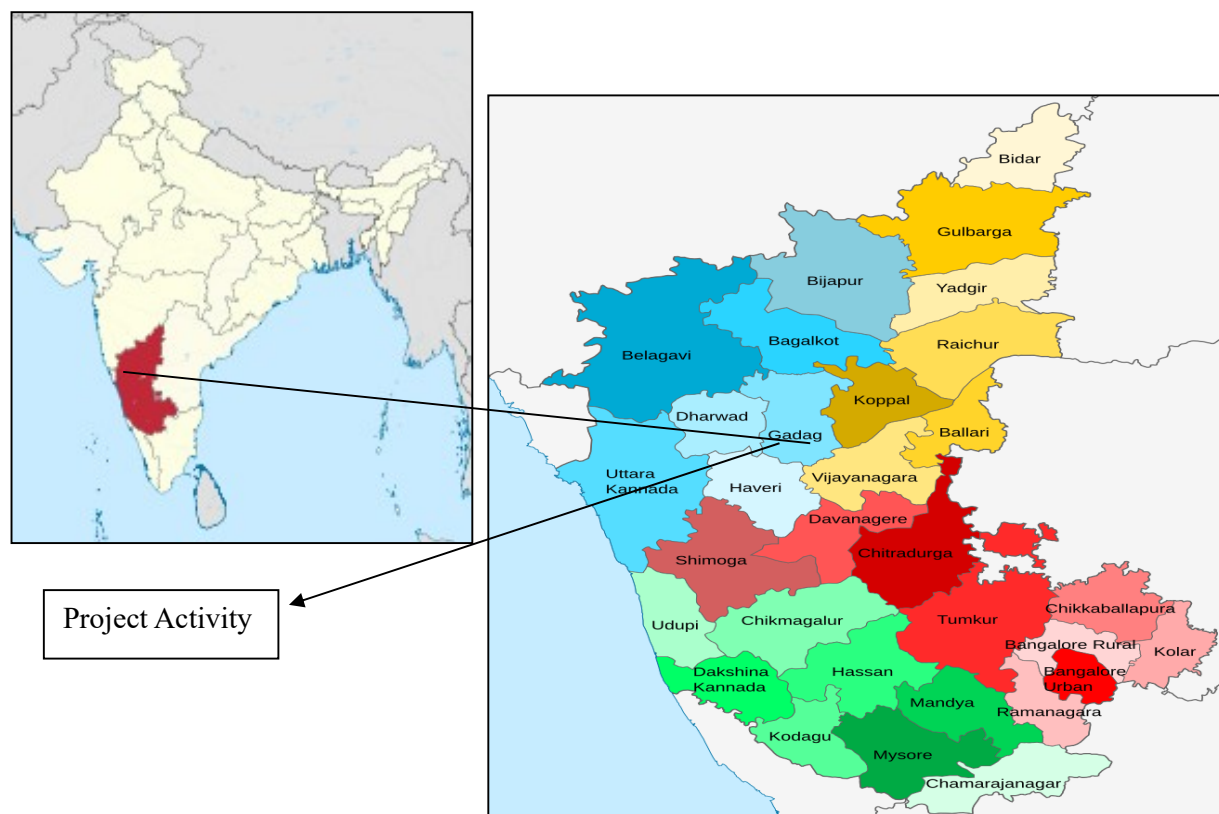 Bidar
Gulbarga
Bijapur
Yadgir
Bagalkot
Raichur
Belagavi
Koppal
Dharwad
Gadag
Ballari
Uttara
Kannada
Haveri
Vijayanagara
Davanagere
Shimoga
Chitradurga
Project Activity
Udupi
Chikmagalur
Tumkur
Chikkaballapura
Bangalore Rural
Kolar
Dakshina
Kannada
Hassan
Bangalore
Urban
Mandya
Ramanagara
Kodagu
Mysore
Chamarajanagar